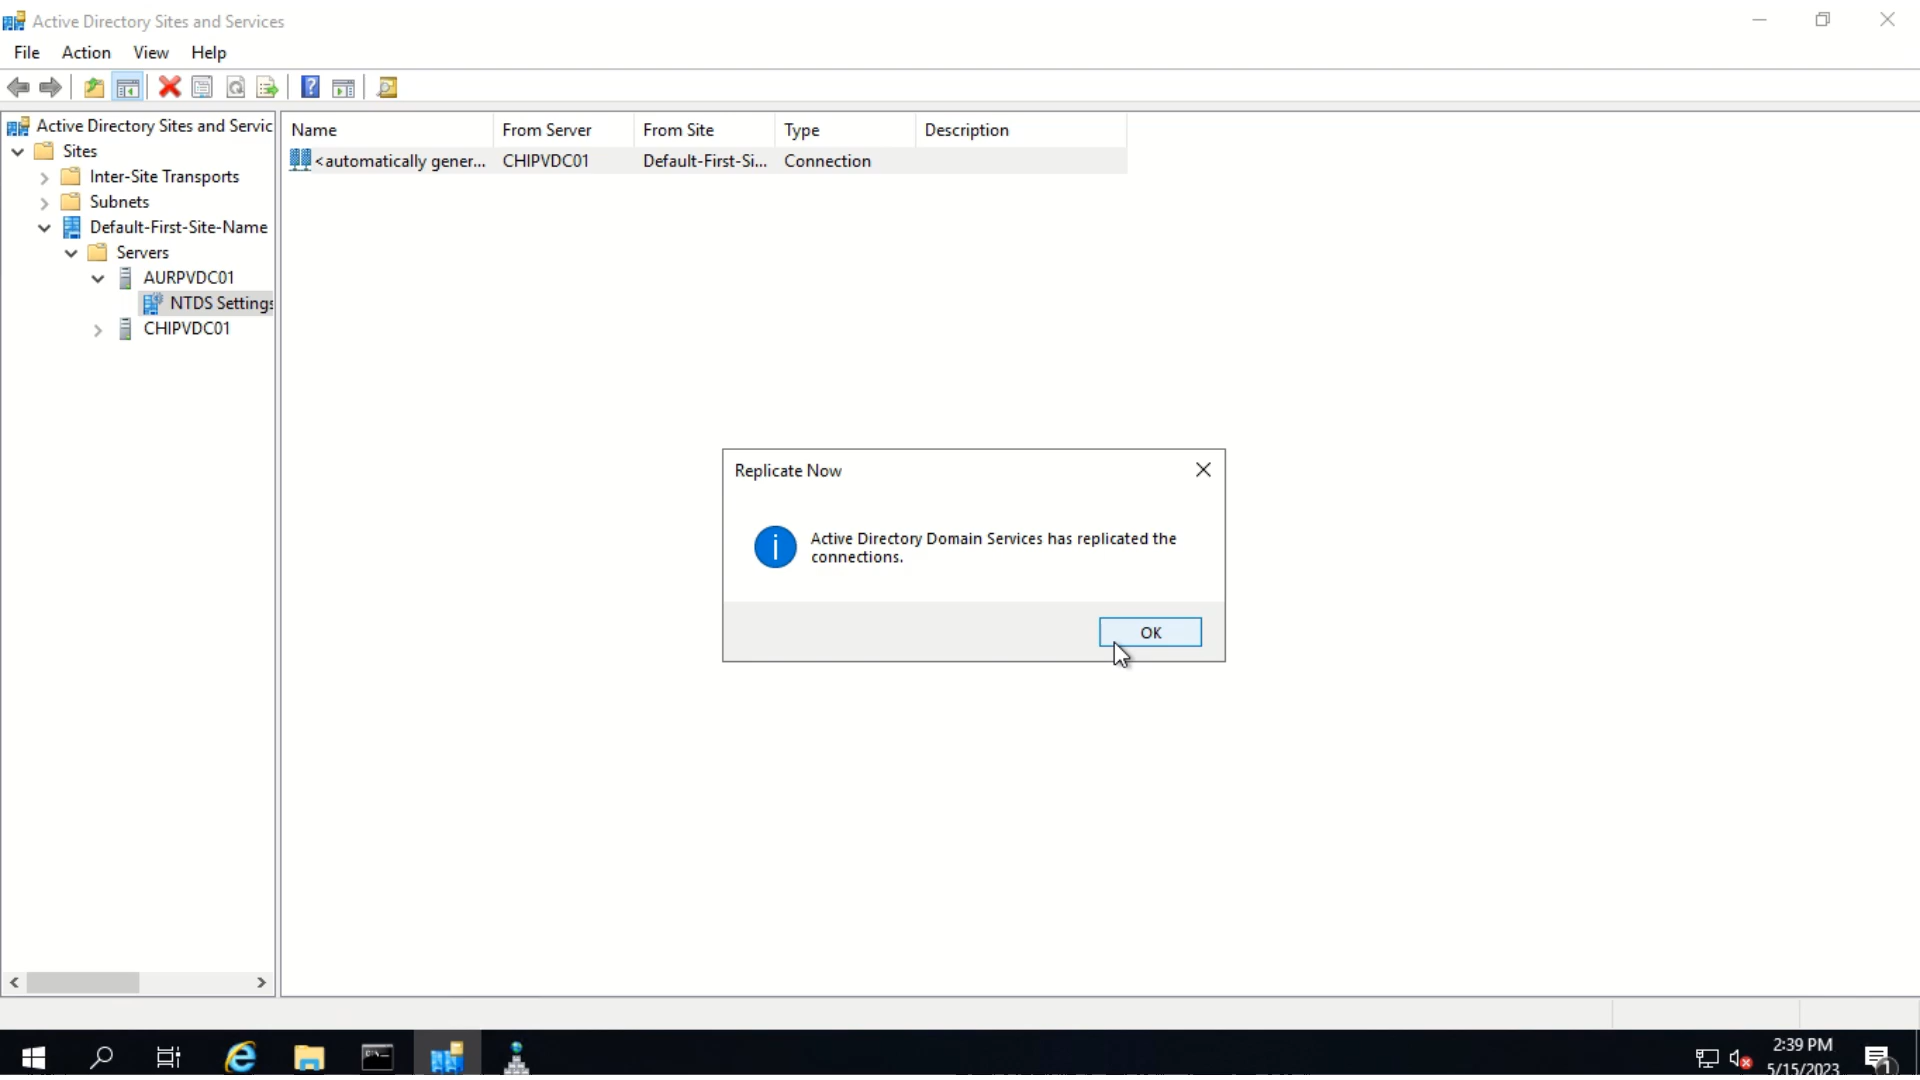 Active Directory Sites and Services
File Action View Help
Active Directory Sites and Servic
Sites
Inter-Site Transports
Subnets
Default-First-Site-Name
Servers
AURPVDC01
NTDS Settings
CHIPVDC01
Name From Server From Site Type Description
<automatically gener... CHIPVDC01 Default-First-Si... Connection
Replicate Now
Active Directory Domain Services has replicated the
connections.
OK
2:39 PM
5/15/2023
1